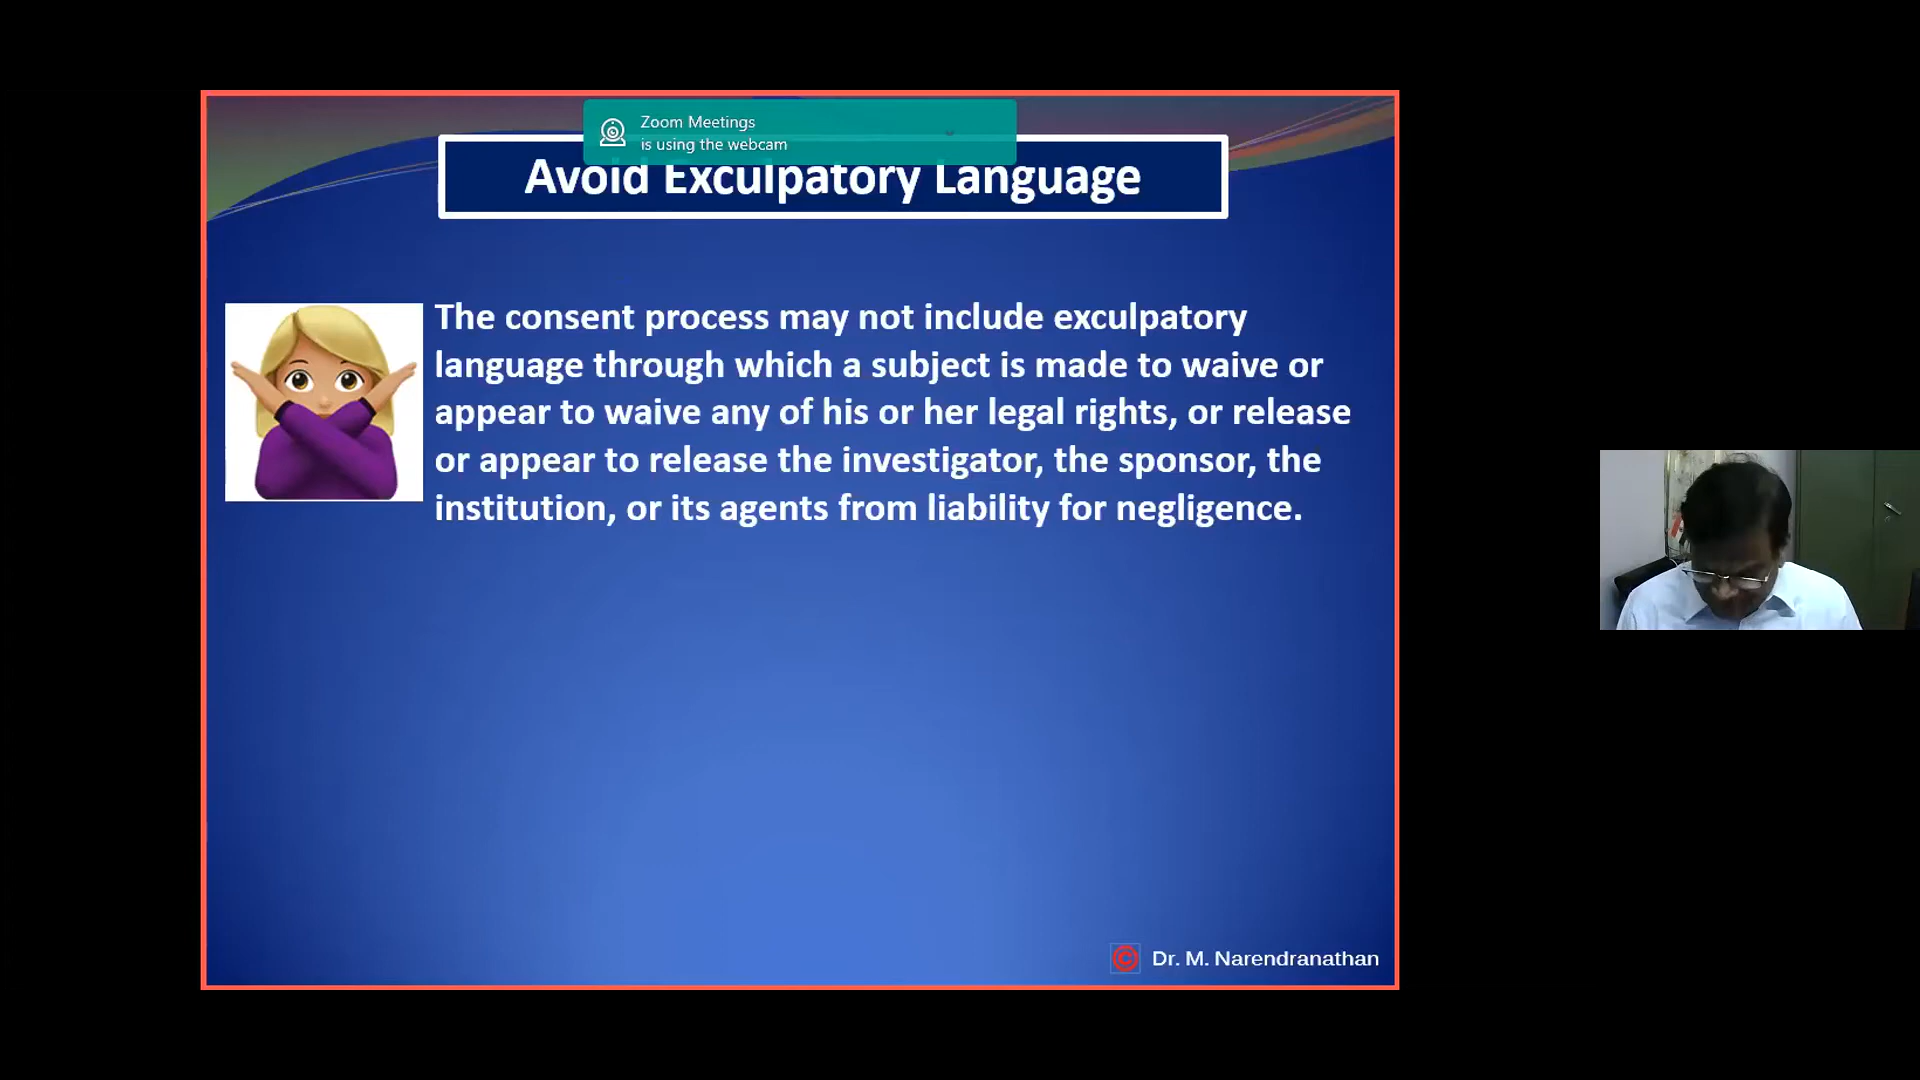 Zoom Meetings
is using the webcam
Avoid Exculpatory Language
The consent process may not include exculpatory
language through which a subject is made to waive or
appear to waive any of his or her legal rights, or release
or appear to release the investigator, the sponsor, the
institution, or its agents from liability for negligence.
© Dr. M. Narendranathan